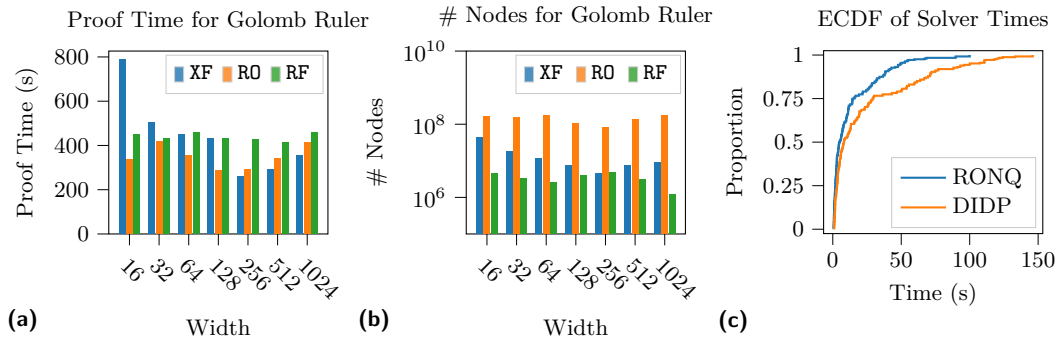 Proof Time for Golomb Ruler
Proof Time (s)
800
600
400
200
0
XF RO RF
16 32 64 128 256 512 1024
Width
(a)
# Nodes for Golomb Ruler
# Nodes
10^10
10^8
10^6
XF RO RF
16 32 64 128 256 512 1024
Width
(b)
ECDF of Solver Times
Proportion
1
0.75
0.5
0.25
0
RONQ
DIDP
0 50 100 150
Time (s)
(c)